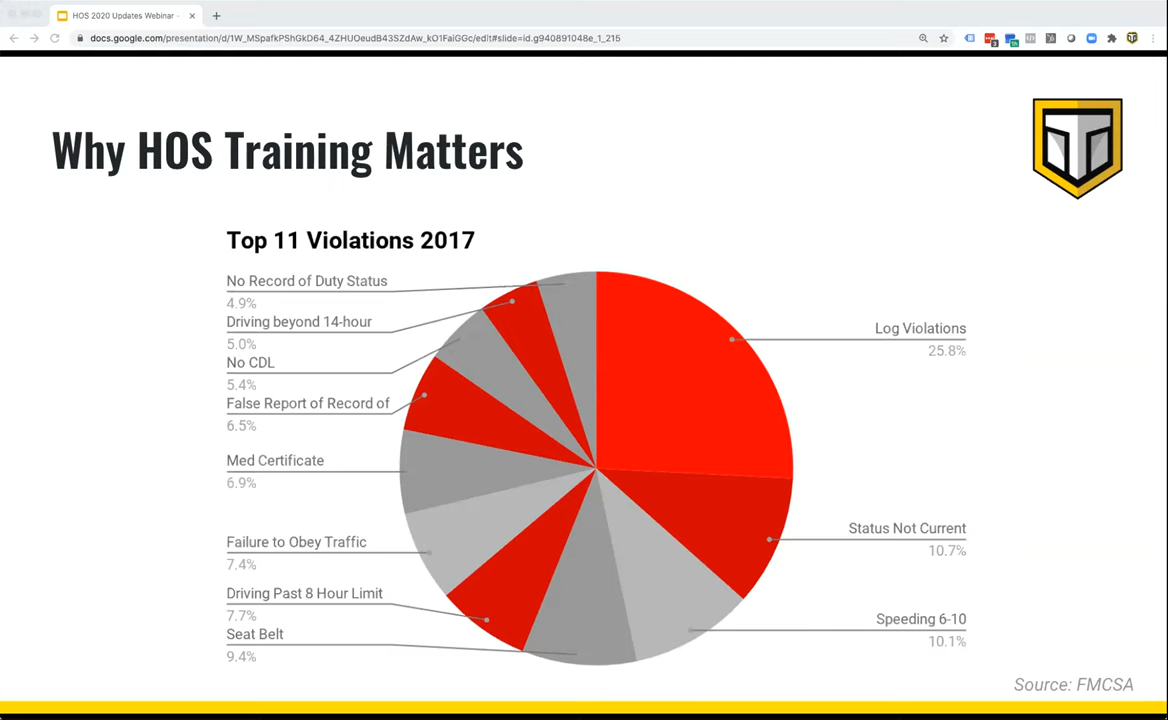 HOS 2020 Updates Webinar -
docs.google.com/presentation/d/1W_MSpafkPShGkD64_4ZHUOeudB43SZdAw_kO1FaiGGc/edit#slide=id.g940891048e_1_215
Why HOS Training Matters
Top 11 Violations 2017
No Record of Duty Status
4.9%
Driving beyond 14-hour
5.0%
No CDL
5.4%
False Report of Record of
6.5%
Med Certificate
6.9%
Failure to Obey Traffic
7.4%
Driving Past 8 Hour Limit
7.7%
Seat Belt
9.4%
Log Violations
25.8%
Status Not Current
10.7%
Speeding 6-10
10.1%
Source: FMCSA